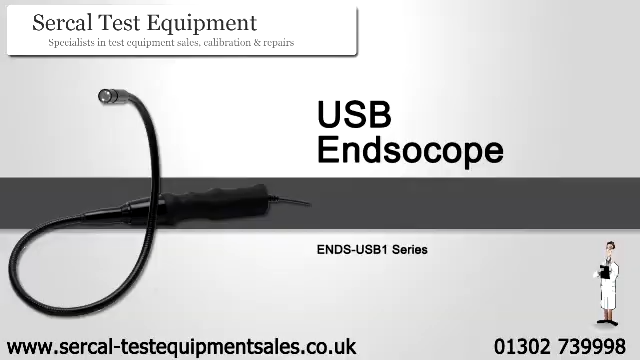 Sercal Test Equipment
Specialists in test equipment sales, calibration & repairs
USB
Endsocope
ENDS-USB1 Series
www.sercal-testequipmentsales.co.uk
01302 739998